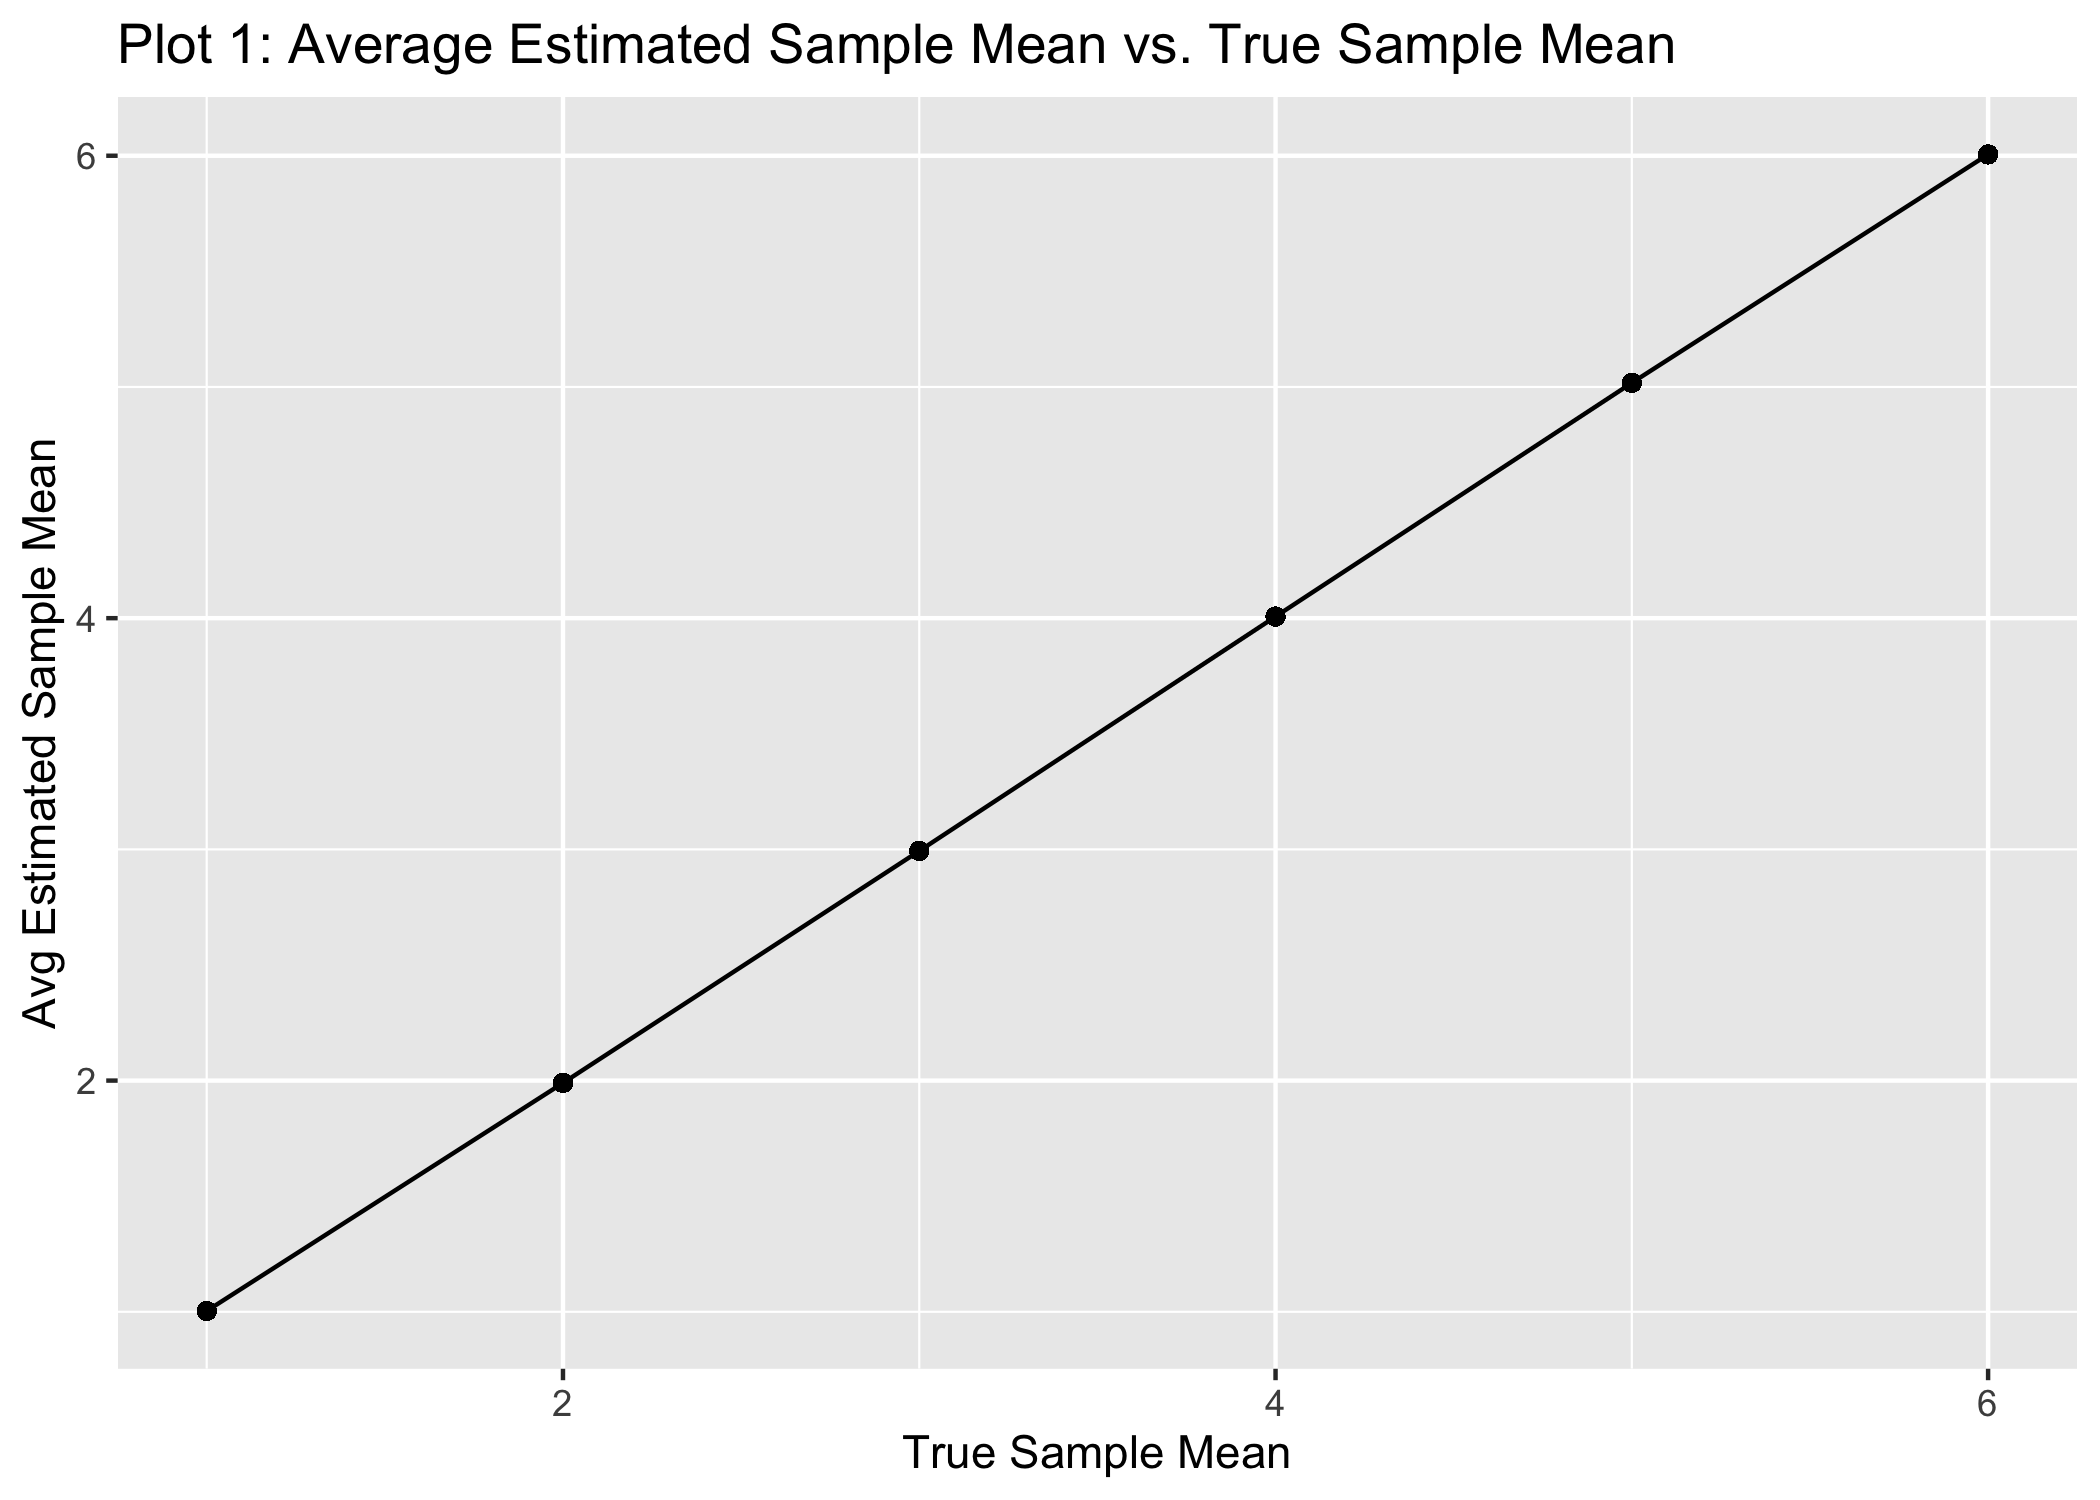 Plot 1: Average Estimated Sample Mean vs. True Sample Mean
Avg Estimated Sample Mean
6
4
2
2 4 6
True Sample Mean